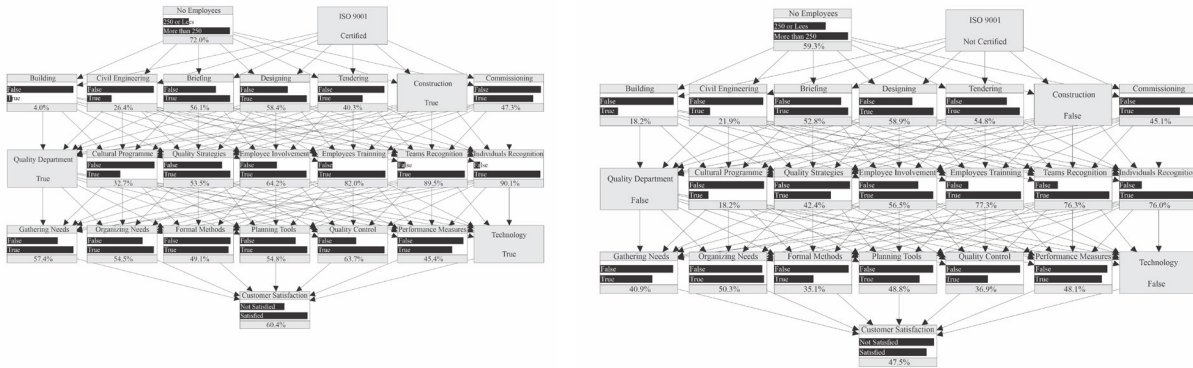 No Employees
250 or Lees
More than 250
72.0%
ISO 9001
Certified
Building
False
True
4.0%
Civil Engineering
False
True
26.4%
Briefing
False
True
56.1%
Designing
False
True
58.4%
Tendering
False
True
40.3%
Construction
True
Commissioning
False
True
47.3%
Quality Department
True
Cultural Programme
False
True
32.7%
Quality Strategies
False
True
53.5%
Employee Involvement
False
True
64.2%
Employees Trainning
False
True
82.0%
Teams Recognition
False
True
89.5%
Individuals Recognition
False
True
90.1%
Gathering Needs
False
True
57.4%
Organizing Needs
False
True
54.5%
Formal Methods
False
True
49.1%
Planning Tools
False
True
54.8%
Quality Control
False
True
63.7%
Performance Measures
False
True
45.4%
Technology
True
Customer Satisfaction
Not Satisfied
Satisfied
60.4%
No Employees
250 or Lees
More than 250
59.3%
ISO 9001
Not Certified
Building
False
True
18.2%
Civil Engineering
False
True
21.9%
Briefing
False
True
52.8%
Designing
False
True
58.9%
Tendering
False
True
54.8%
Construction
False
Commissioning
False
True
45.1%
Quality Department
False
Cultural Programme
False
True
18.2%
Quality Strategies
False
True
42.4%
Employee Involvement
False
True
56.5%
Employees Trainning
False
True
77.3%
Teams Recognition
False
True
76.3%
Individuals Recognition
False
True
76.0%
Gathering Needs
False
True
40.9%
Organizing Needs
False
True
50.3%
Formal Methods
False
True
35.1%
Planning Tools
False
True
48.8%
Quality Control
False
True
36.9%
Performance Measures
False
True
48.1%
Technology
False
Customer Satisfaction
Not Satisfied
Satisfied
47.5%